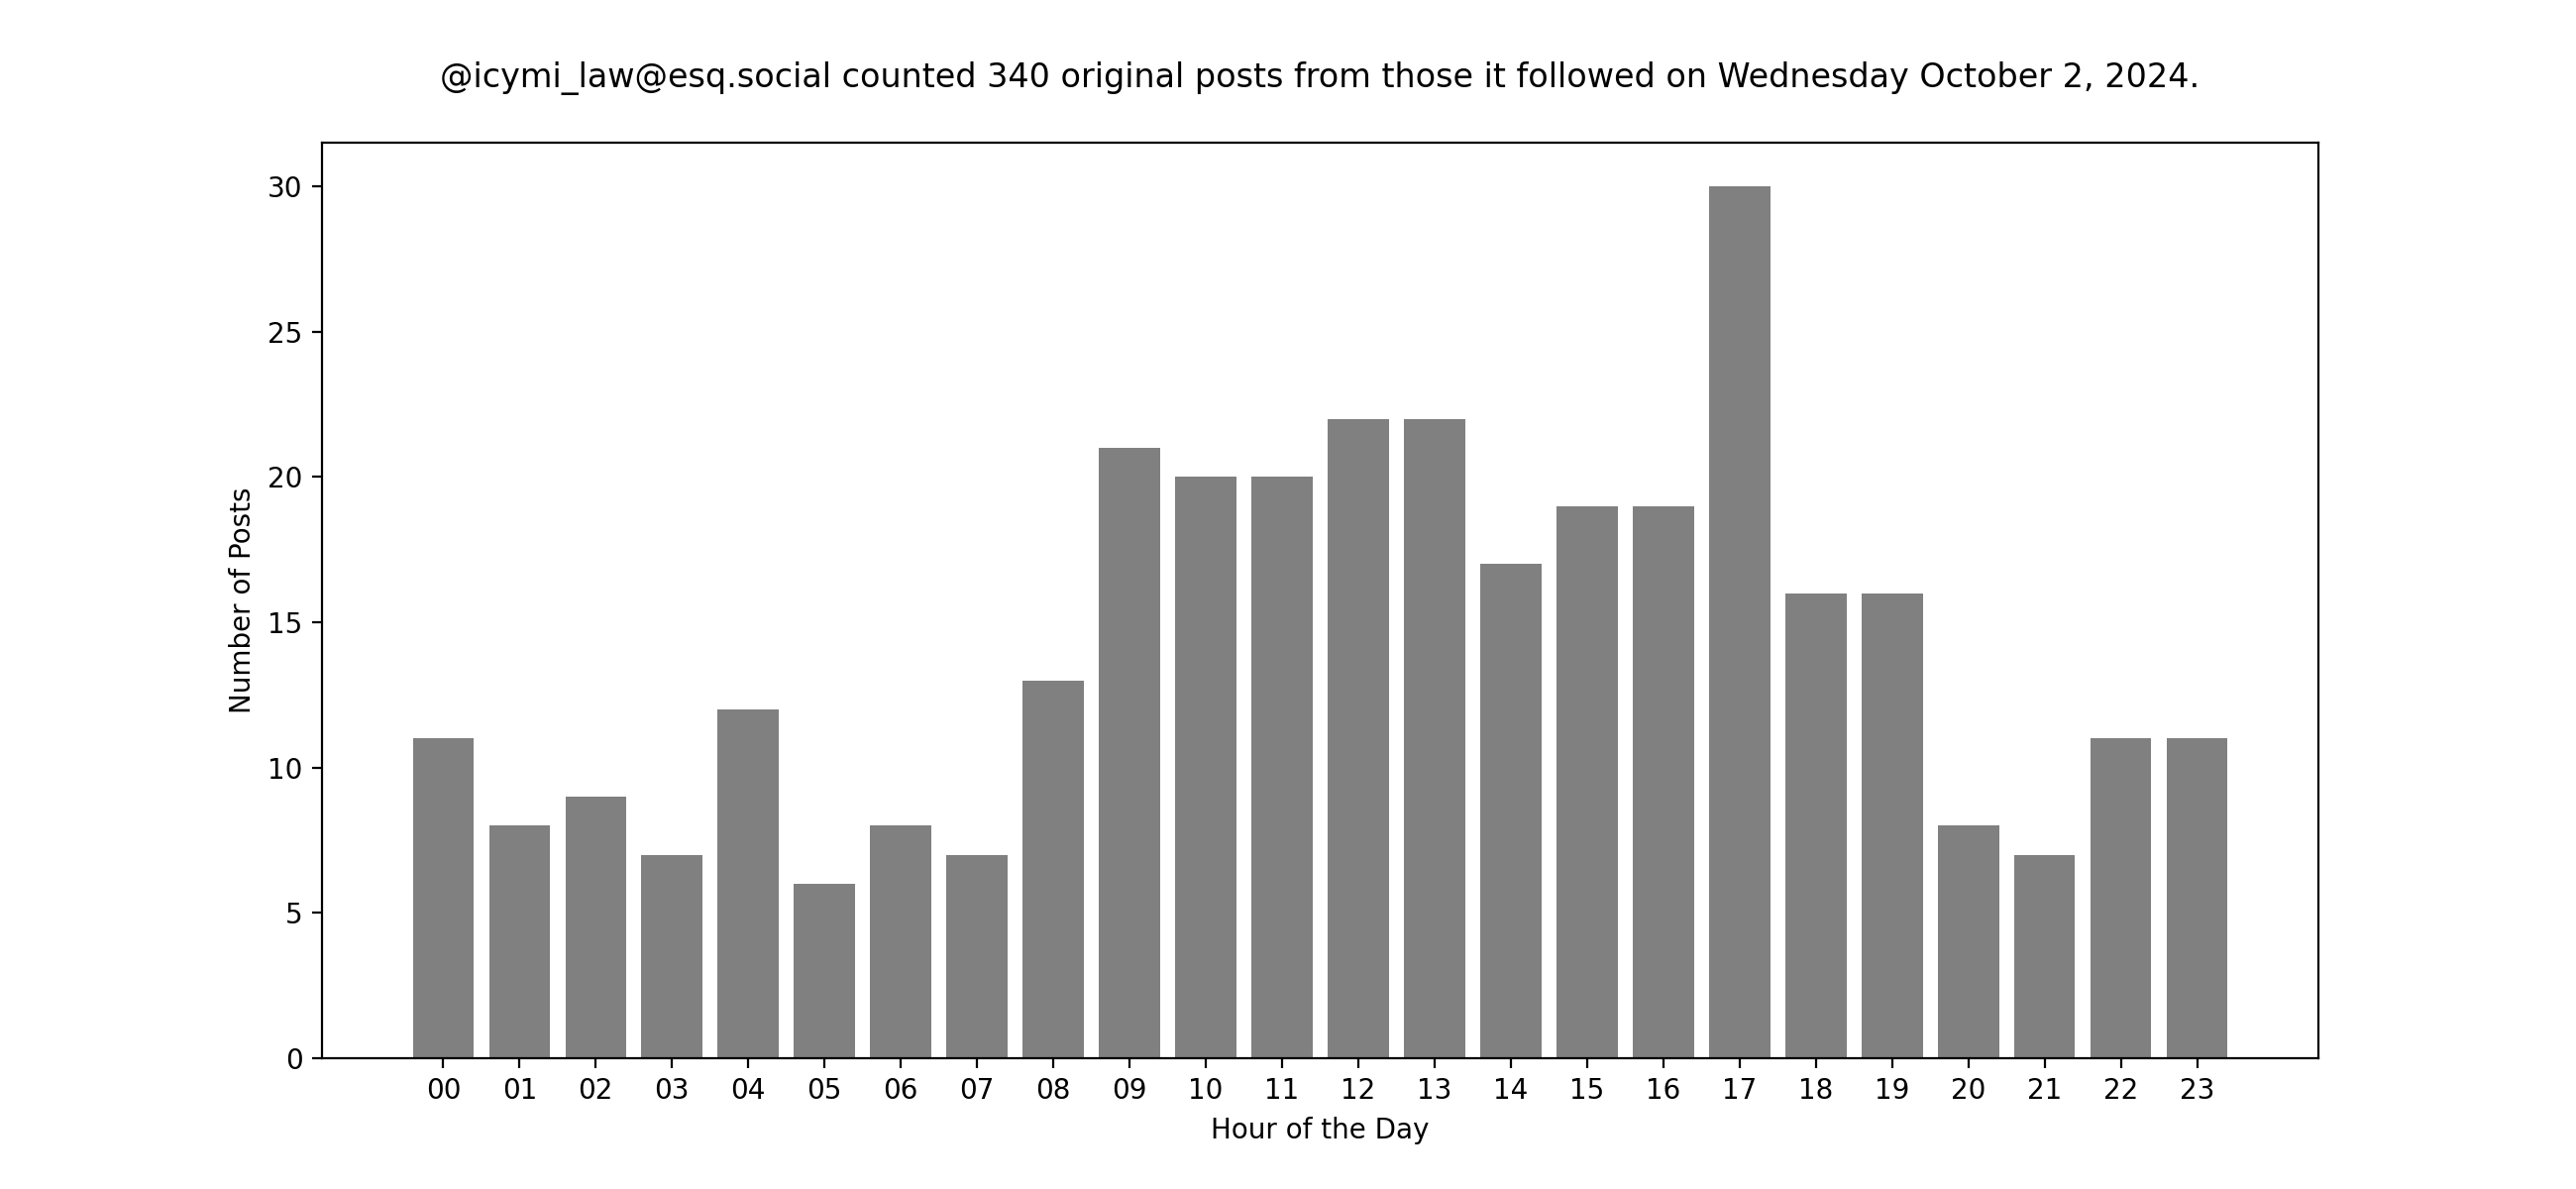 @icymi_law@esq.social counted 340 original posts from those it followed on Wednesday October 2, 2024.
30
25
20
15
10
5
0
Number of Posts
00 01 02 03 04 05 06 07 08 09 10 11 12 13 14 15 16 17 18 19 20 21 22 23
Hour of the Day